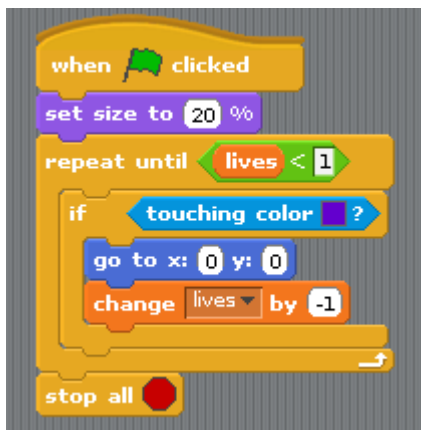 when clicked
set size to 20 %
repeat until lives < 1
if touching color ?
go to x: 0 y: 0
change lives by -1
stop all